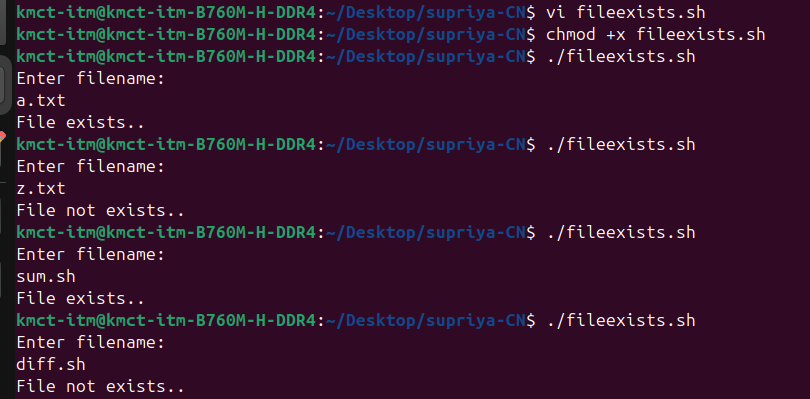 kmct-itm@kmct-itm-B760M-H-DDR4:~/Desktop/supriya-CN$ vi fileexists.sh
kmct-itm@kmct-itm-B760M-H-DDR4:~/Desktop/supriya-CN$ chmod +x fileexists.sh
kmct-itm@kmct-itm-B760M-H-DDR4:~/Desktop/supriya-CN$ ./fileexists.sh
Enter filename:
a.txt
File exists..
kmct-itm@kmct-itm-B760M-H-DDR4:~/Desktop/supriya-CN$ ./fileexists.sh
Enter filename:
z.txt
File not exists..
kmct-itm@kmct-itm-B760M-H-DDR4:~/Desktop/supriya-CN$ ./fileexists.sh
Enter filename:
sum.sh
File exists..
kmct-itm@kmct-itm-B760M-H-DDR4:~/Desktop/supriya-CN$ ./fileexists.sh
Enter filename:
diff.sh
File not exists..